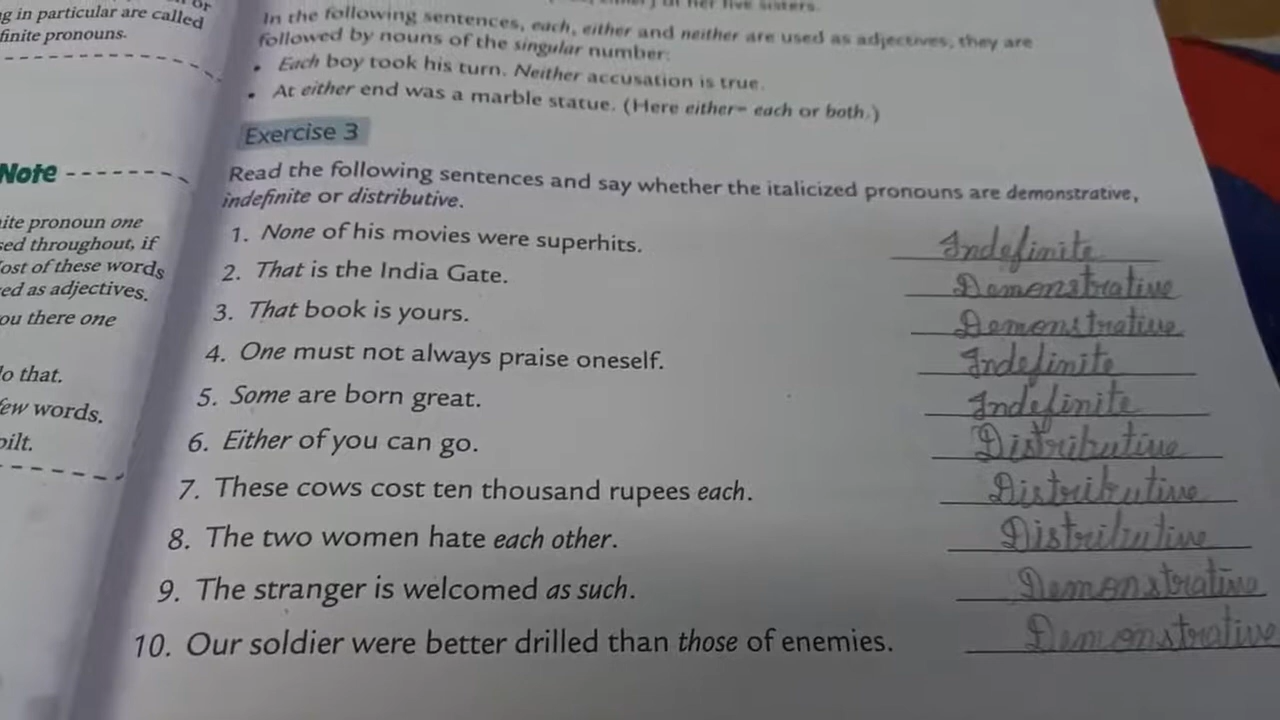 g in particular are called
finite pronouns.
In the following sentences, each, either and neither are used as adjectives, they are
followed by nouns of the singular number:
• Each boy took his turn. Neither accusation is true.
• At either end was a marble statue. (Here either= each or both.)
Exercise 3
Note
Read the following sentences and say whether the italicized pronouns are demonstrative,
indefinite or distributive.
ite pronoun one
sed throughout, if
ost of these words
ed as adjectives.
ou there one
o that.
few words.
ilt.
1. None of his movies were superhits. Indefinite
2. That is the India Gate. Demonstrative
3. That book is yours. Demonstrative
4. One must not always praise oneself. Indefinite
5. Some are born great. Indefinite
6. Either of you can go. Distributive
7. These cows cost ten thousand rupees each. Distributive
8. The two women hate each other. Distributive
9. The stranger is welcomed as such. Demonstrative
10. Our soldier were better drilled than those of enemies. Demonstrative